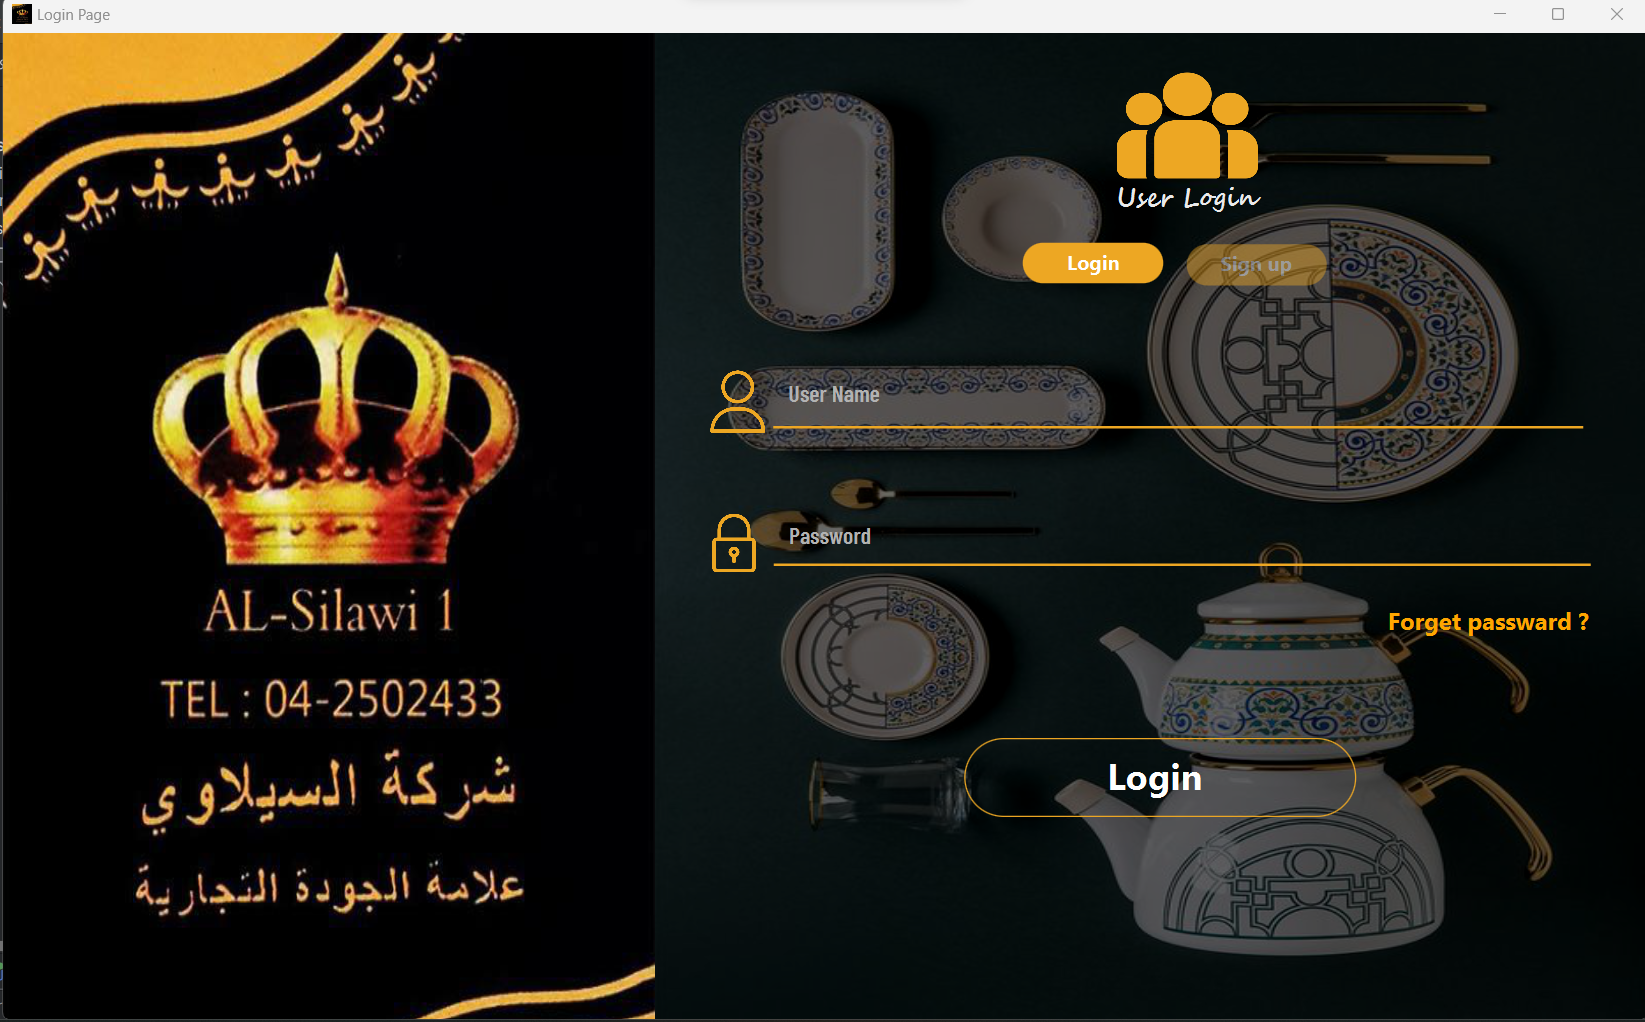 Login Page
AL-Silawi 1
TEL : 04-2502433
شركة السيلاوي
علامة الجودة التجارية
User Login
Login
Sign up
User Name
Password
Forget passward ?
Login